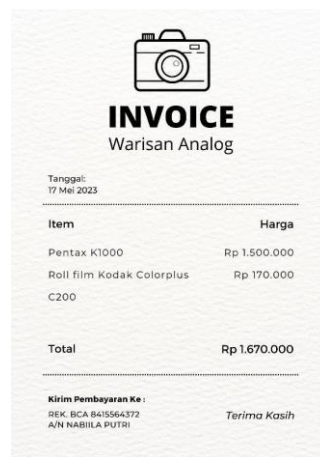 INVOICE
Warisan Analog
Tanggal:
17 Mei 2023
Item Harga
Pentax K1000 Rp 1.500.000
Roll film Kodak Colorplus Rp 170.000
C200
Total Rp 1.670.000
Kirim Pembayaran Ke :
REK. BCA 8415564372
A/N NABIILA PUTRI
Terima Kasih